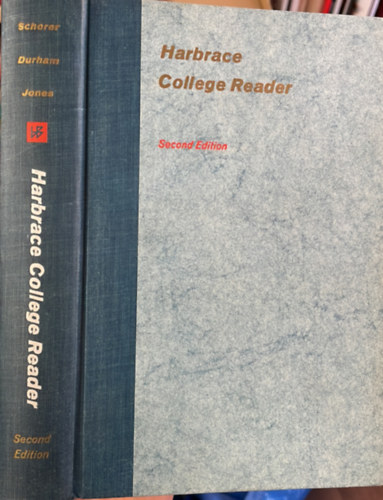 Schorer
Durham
Jones
Harbrace College Reader
Second
Edition
Harbrace
College Reader
Second Edition